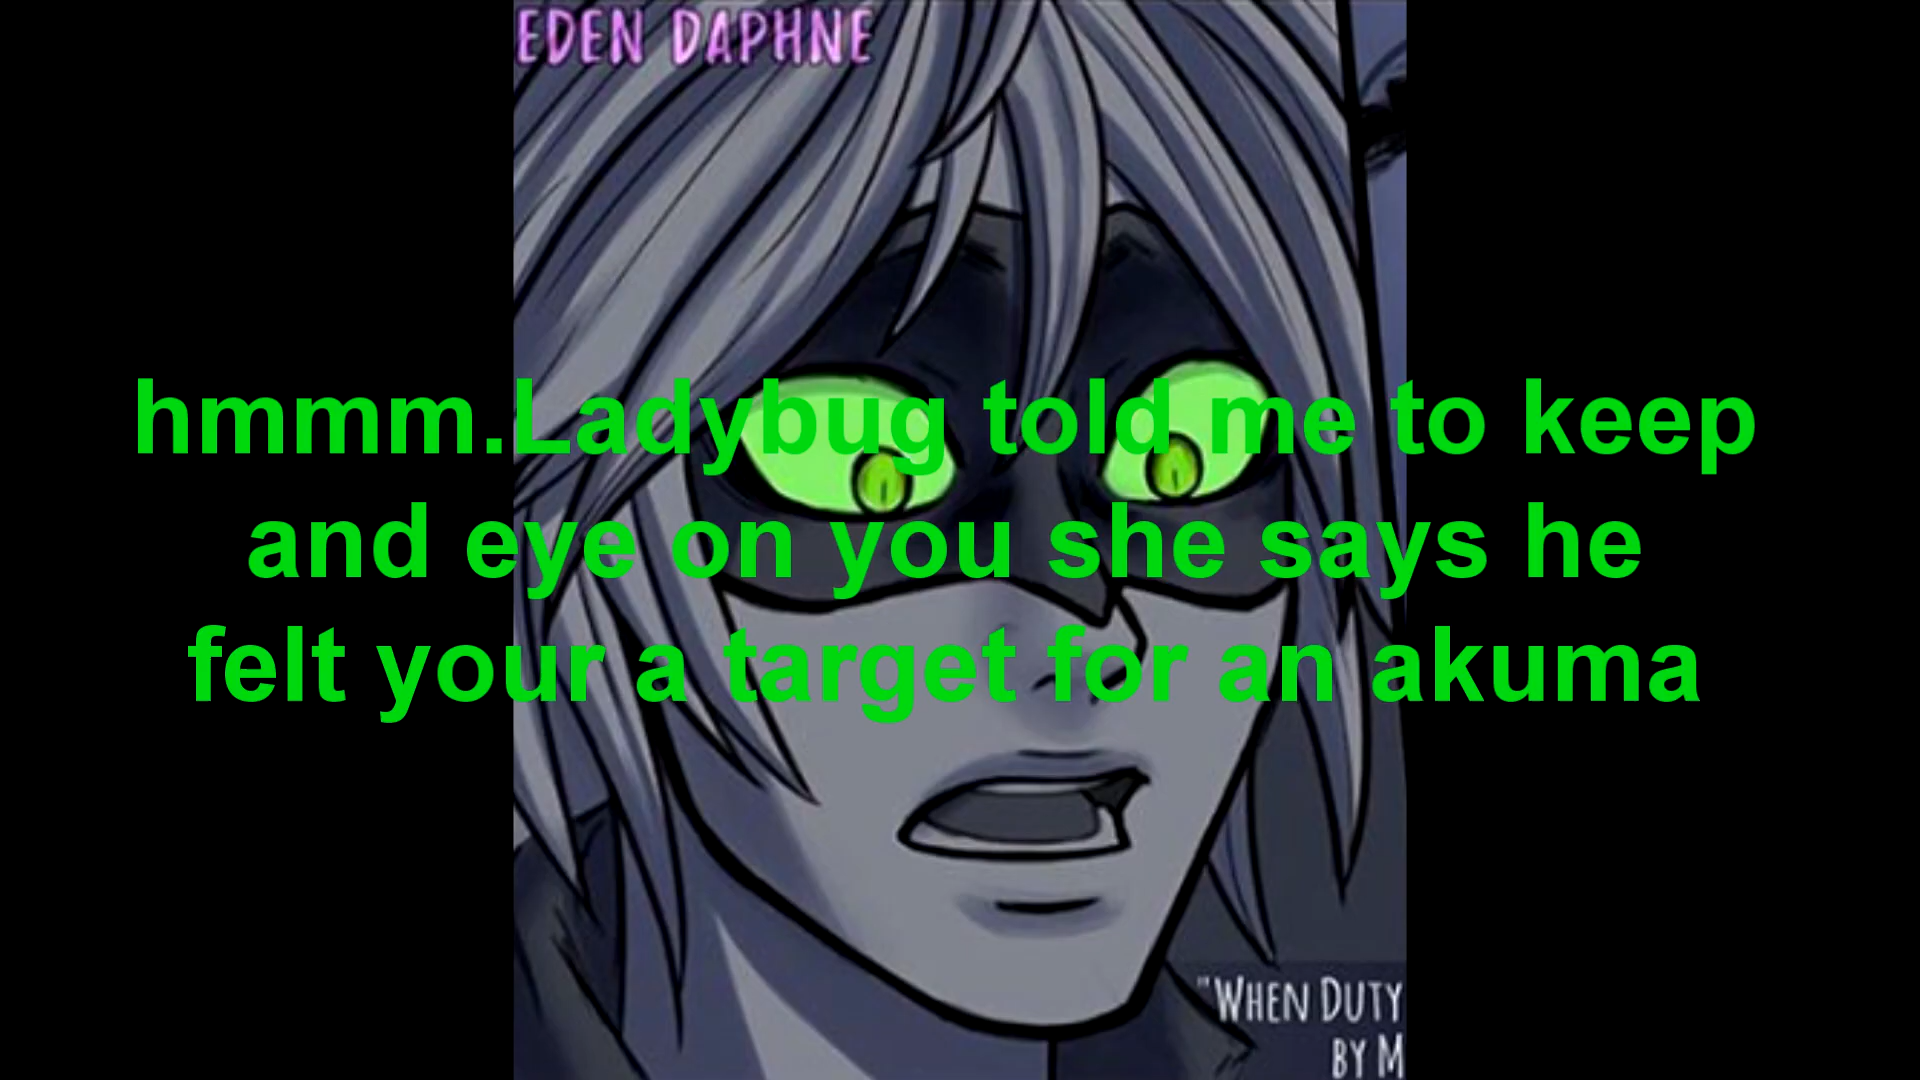 EDEN DAPHNE
hmmm.Ladybug told me to keep
and eye on you she says he
felt your a target for an akuma
"WHEN DUTY
BY M